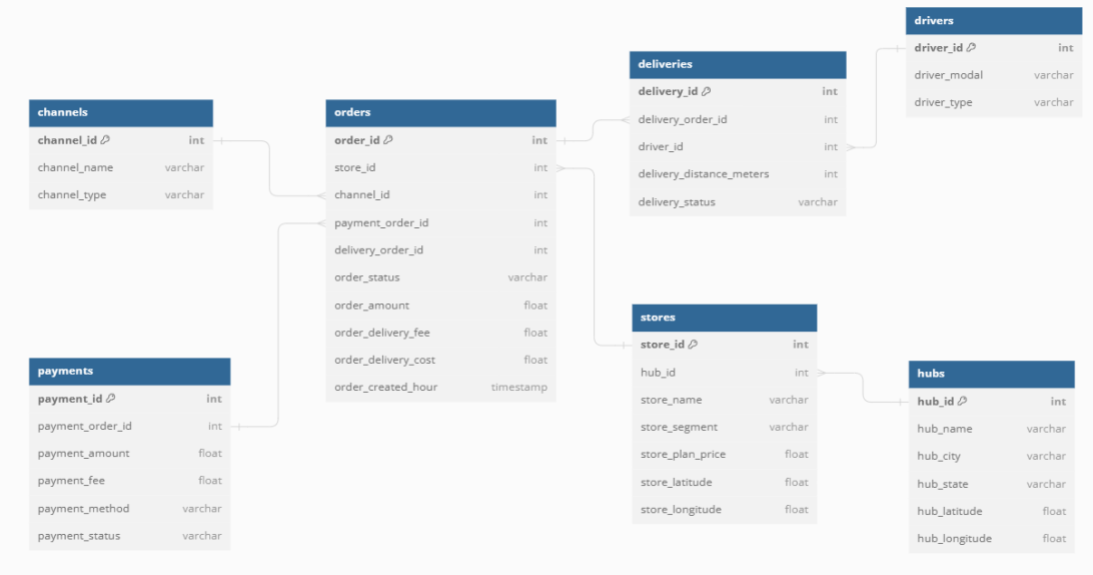 channels
channel_id int
channel_name varchar
channel_type varchar
payments
payment_id int
payment_order_id int
payment_amount float
payment_fee float
payment_method varchar
payment_status varchar
orders
order_id int
store_id int
channel_id int
payment_order_id int
delivery_order_id int
order_status varchar
order_amount float
order_delivery_fee float
order_delivery_cost float
order_created_hour timestamp
deliveries
delivery_id int
delivery_order_id int
driver_id int
delivery_distance_meters int
delivery_status varchar
stores
store_id int
hub_id int
store_name varchar
store_segment varchar
store_plan_price float
store_latitude float
store_longitude float
drivers
driver_id int
driver_modal varchar
driver_type varchar
hubs
hub_id int
hub_name varchar
hub_city varchar
hub_state varchar
hub_latitude float
hub_longitude float